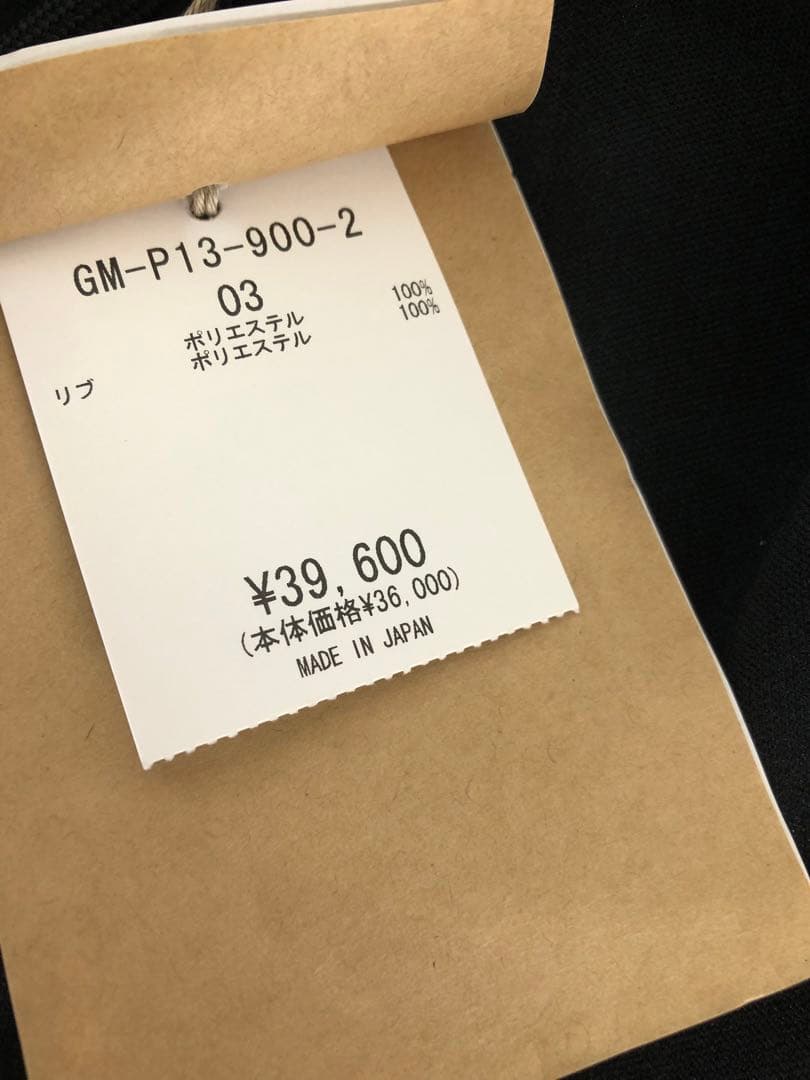 GM-P13-900-2
03
ポリエステル 100%
リブ ポリエステル 100%
¥39,600
(本体価格¥36,000)
MADE IN JAPAN